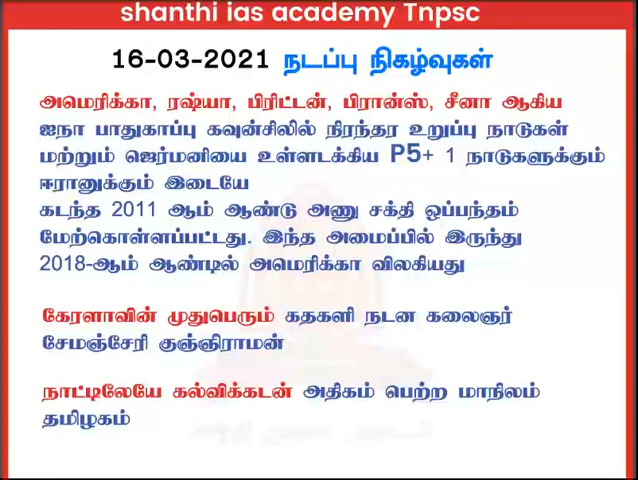 shanthi ias academy Tnpsc
16-03-2021 நடப்பு நிகழ்வுகள்
அமெரிக்கா, ரஷ்யா, பிரிட்டன், பிரான்ஸ், சீனா ஆகிய
ஐநா பாதுகாப்பு கவுன்சிலில் நிரந்தர உறுப்பு நாடுகள்
மற்றும் ஜெர்மனியை உள்ளடக்கிய P5+ 1 நாடுகளுக்கும்
ஈரானுக்கும் இடையே
கடந்த 2011 ஆம் ஆண்டு அணு சக்தி ஒப்பந்தம்
மேற்கொள்ளப்பட்டது. இந்த அமைப்பில் இருந்து
2018-ஆம் ஆண்டில் அமெரிக்கா விலகியது
கேரளாவின் முதுபெரும் கதகளி நடன கலைஞர்
சேமஞ்சேரி குஞ்ஞிராமன்
நாட்டிலேயே கல்விக்கடன் அதிகம் பெற்ற மாநிலம்
தமிழகம்